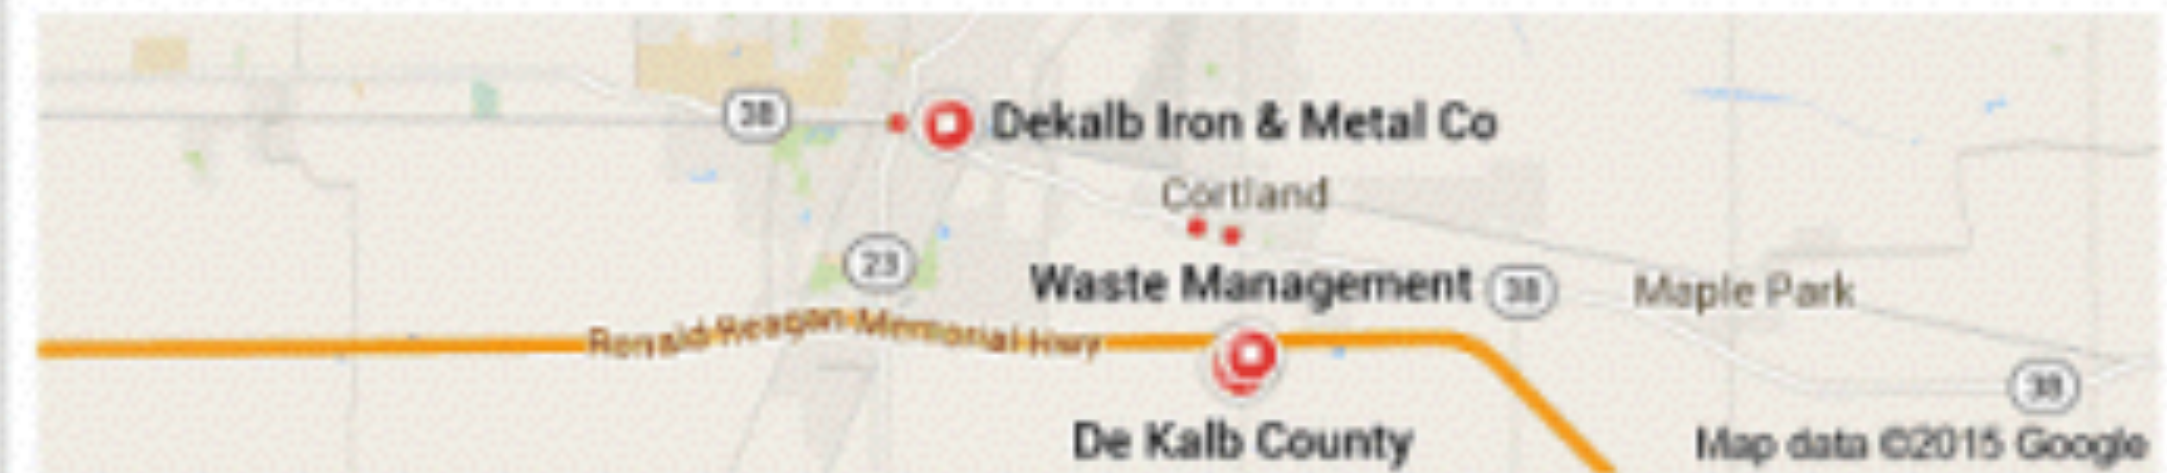 38
Dekalb Iron & Metal Co
Cortland
23
Waste Management
38
Maple Park
Ronald Reagan Memorial Hwy
38
De Kalb County
Map data ©2015 Google